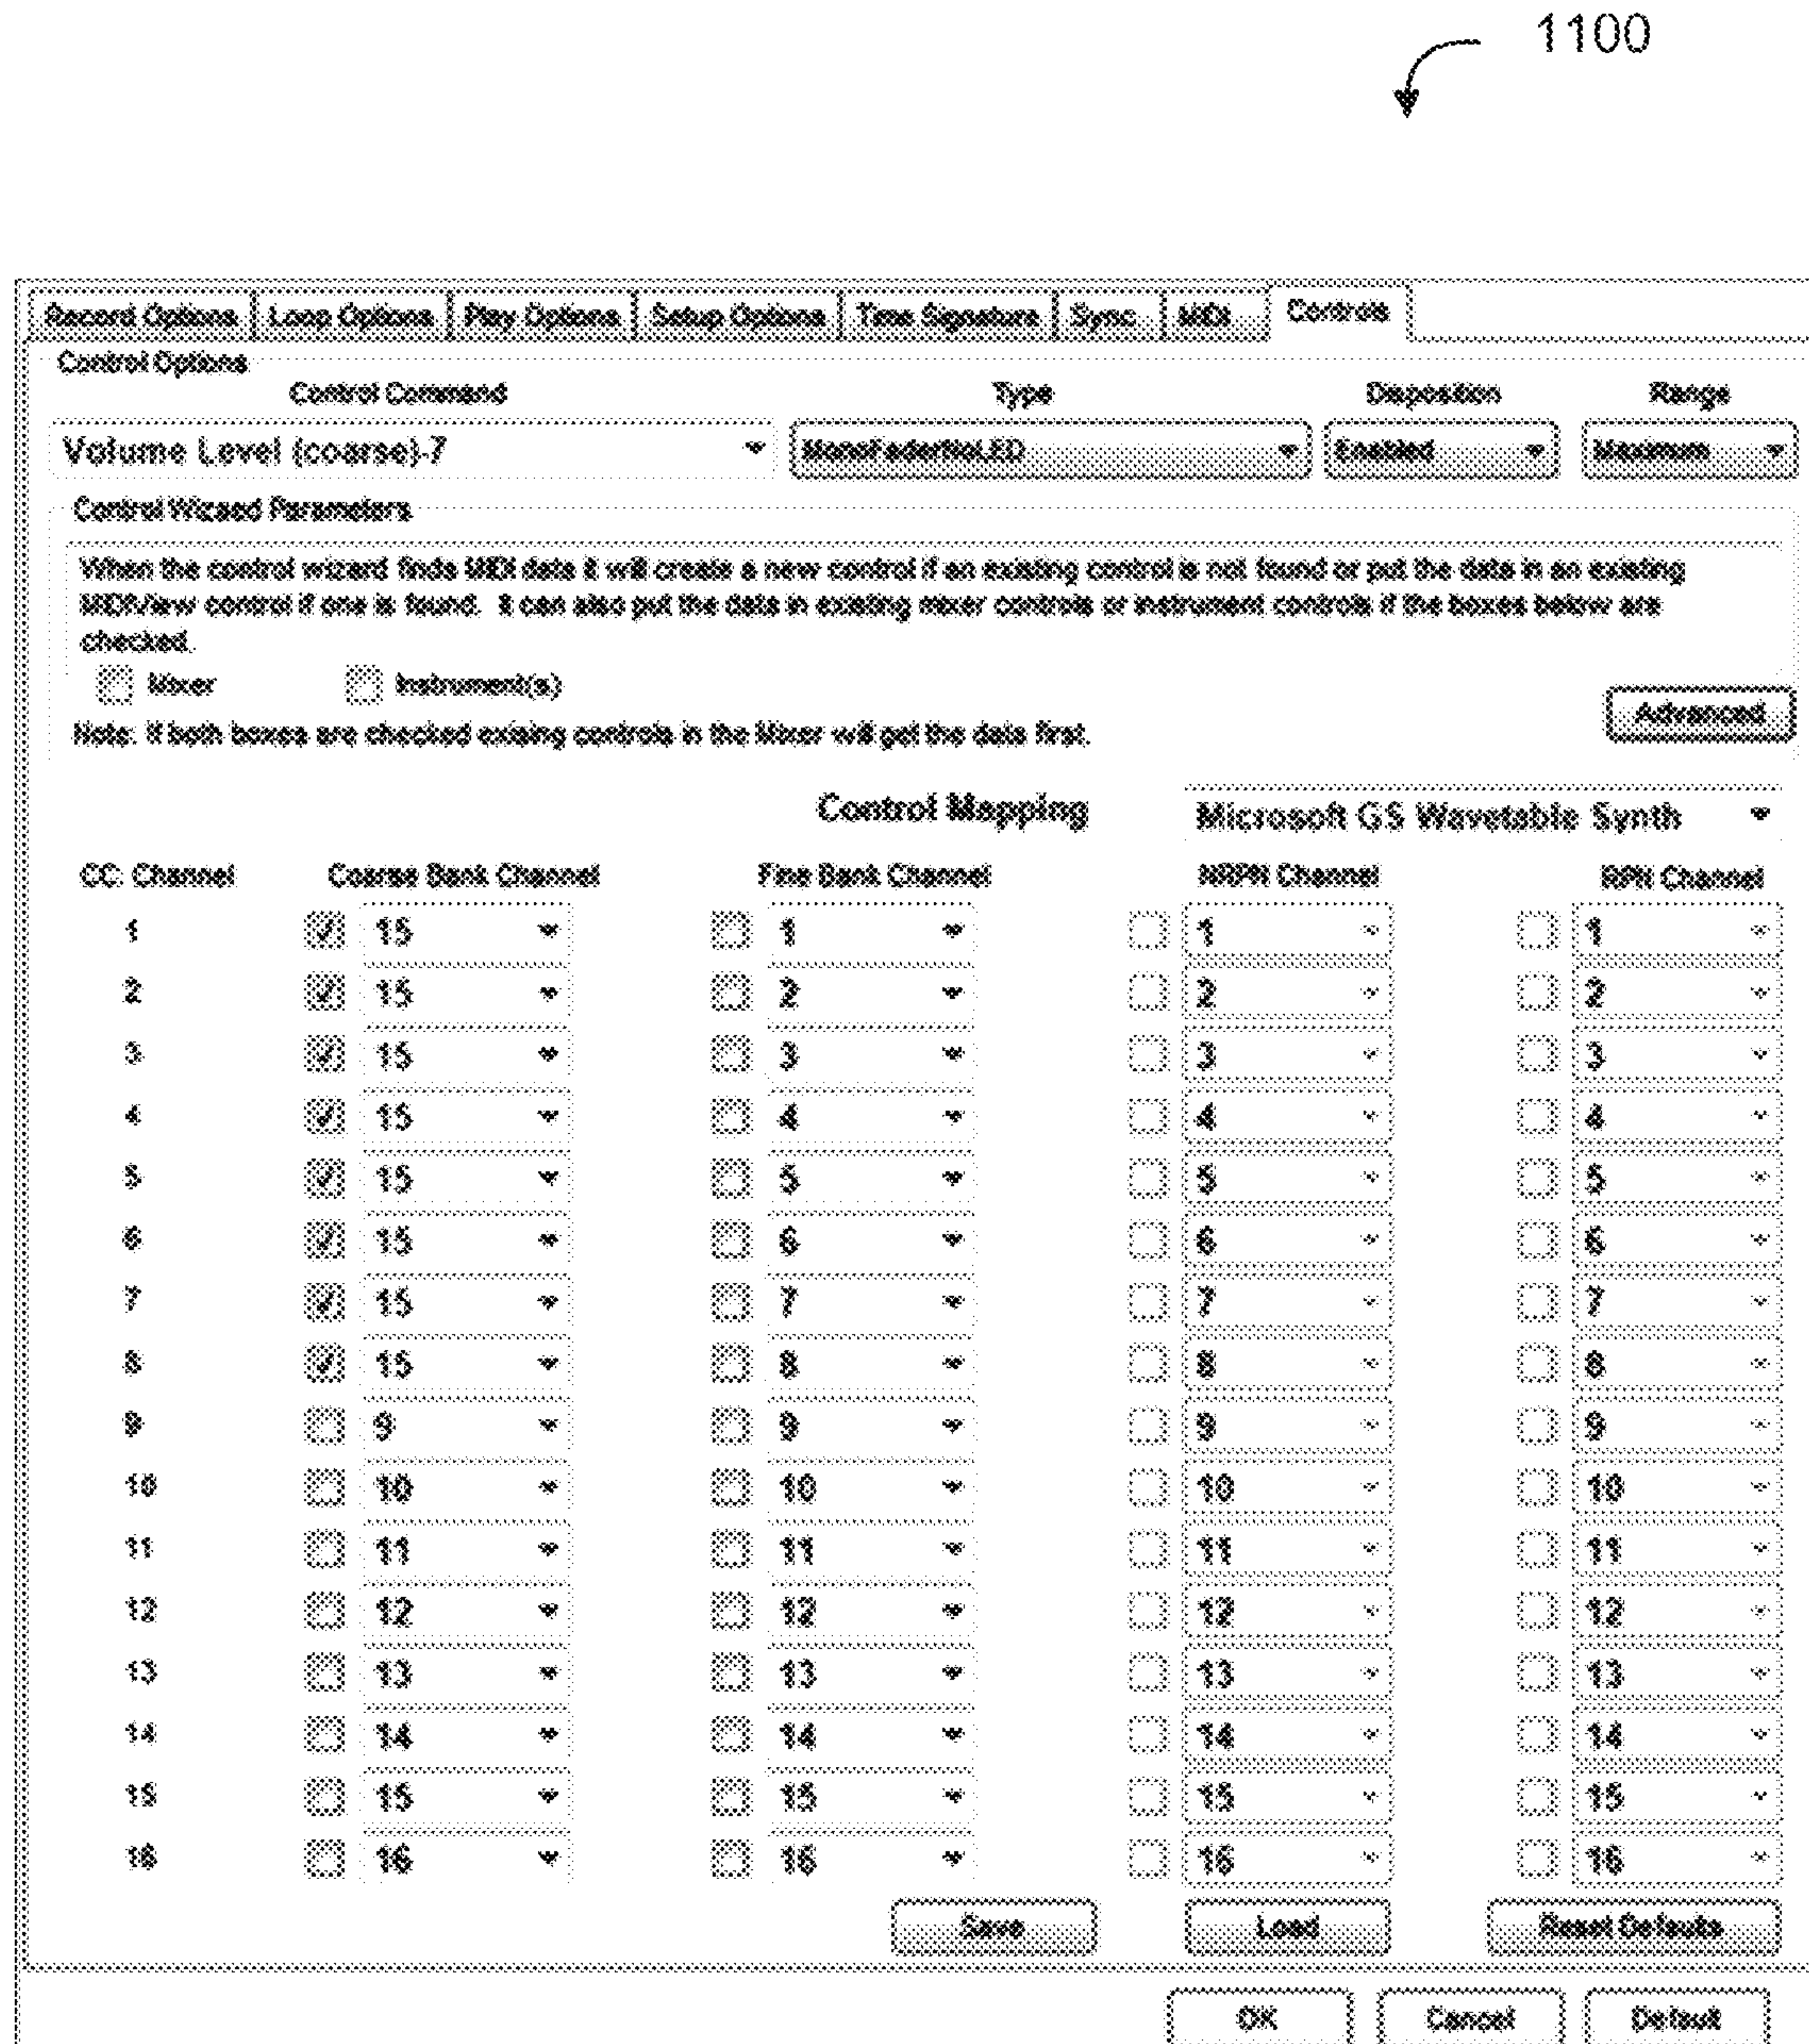 1100
Record Options Loop Options Play Options Setup Options Time Signature Sync MIDI Controls
Control Options
Control Command Type Disposition Range
Volume Level (coarse)-7 MonoFaderNoLED Enabled Maximum
Control Wizard Parameters
When the control wizard finds MIDI data it will create a new control if an existing control is not found or put the data in an existing
MIDIView control if one is found. It can also put the data in existing mixer controls or instrument controls if the boxes below are
checked.
Mixer Instrument(s)
Advanced
Note: If both boxes are checked exising controls in the Mixer will get the data first.
Control Mapping Microsoft GS Wavetable Synth
CC: Channel Coarse Bank Channel Fine Bank Channel NRPN Channel RPN Channel
1 15 1 1 1
2 15 2 2 2
3 15 3 3 3
4 15 4 4 4
5 15 5 5 5
6 15 6 6 6
7 15 7 7 7
8 15 8 8 8
9 9 9 9 9
10 10 10 10 10
11 11 11 11 11
12 12 12 12 12
13 13 13 13 13
14 14 14 14 14
15 15 15 15 15
16 16 16 16 16
Save Load Reset Defaults
OK Cancel Default